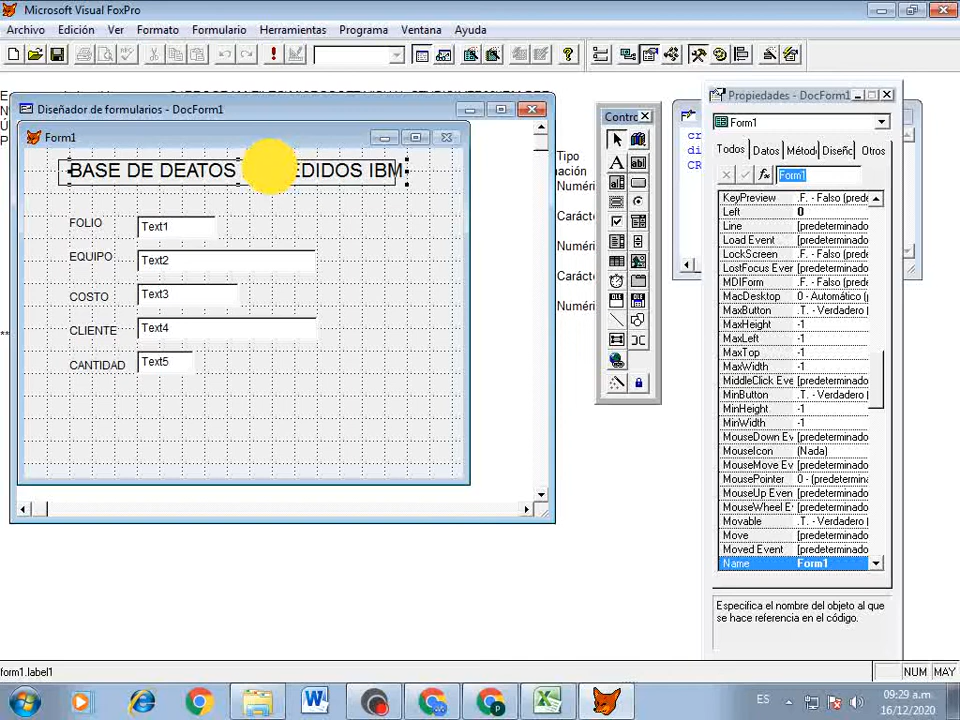 Microsoft Visual FoxPro
Archivo Edición Ver Formato Formulario Herramientas Programa Ventana Ayuda
Diseñador de formularios - DocForm1
Form1
BASE DE DEATOS EDIDOS IBM
FOLIO Text1
EQUIPO Text2
COSTO Text3
CLIENTE Text4
CANTIDAD Text5
Tipo
nación
Numéri
Carácte
Numéri
Carácte
Numéri
Contro
Propiedades - DocForm1
Form1
Todos Datos Métod Diseñc Otros
Form1
KeyPreview .F. - Falso (prede
Left 0
Line [predeterminado
Load Event [predeterminado
LockScreen .F. - Falso (prede
LostFocus Ever [predeterminado
MDIForm .F. - Falso (prede
MacDesktop 0 - Automático (p
MaxButton .T. - Verdadero (
MaxHeight -1
MaxLeft -1
MaxTop -1
MaxWidth -1
MiddleClick Eve [predeterminado
MinButton .T. - Verdadero (
MinHeight -1
MinWidth -1
MouseDown Ev [predeterminado
MouseIcon (Nada)
MouseMove Ev [predeterminado
MousePointer 0 - (predetermina
MouseUp Even [predeterminado
MouseWheel E [predeterminado
Movable .T. - Verdadero (
Move [predeterminado
Moved Event [predeterminado
Name Form1
Especifica el nombre del objeto al que
se hace referencia en el código.
form1.label1
NUM MAY
ES
09:29 a.m.
16/12/2020